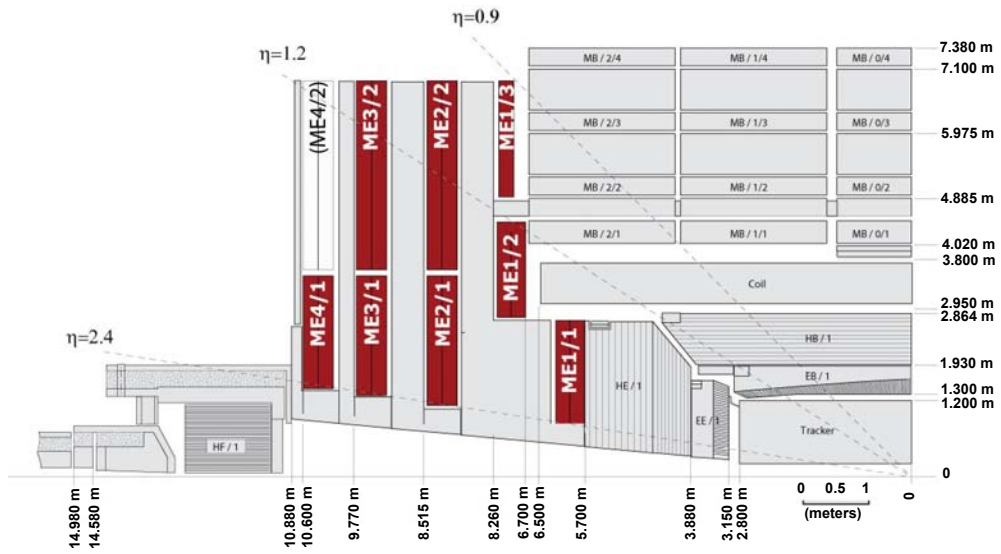 η=0.9
η=1.2
η=2.4
(ME4/2)
ME3/2
ME2/2
ME1/3
MB / 2/4
MB / 1/4
MB / 0/4
MB / 2/3
MB / 1/3
MB / 0/3
MB / 2/2
MB / 1/2
MB / 0/2
MB / 2/1
MB / 1/1
MB / 0/1
ME1/2
Coil
ME4/1
ME3/1
ME2/1
ME1/1
HE / 1
HB / 1
EB / 1
EE / 1
Tracker
HF / 1
7.380 m
7.100 m
5.975 m
4.885 m
4.020 m
3.800 m
2.950 m
2.864 m
1.930 m
1.300 m
1.200 m
0
0 0.5 1
(meters)
14.980 m
14.580 m
10.880 m
10.600 m
9.770 m
8.515 m
8.260 m
6.700 m
6.500 m
5.700 m
3.880 m
3.150 m
2.800 m
0